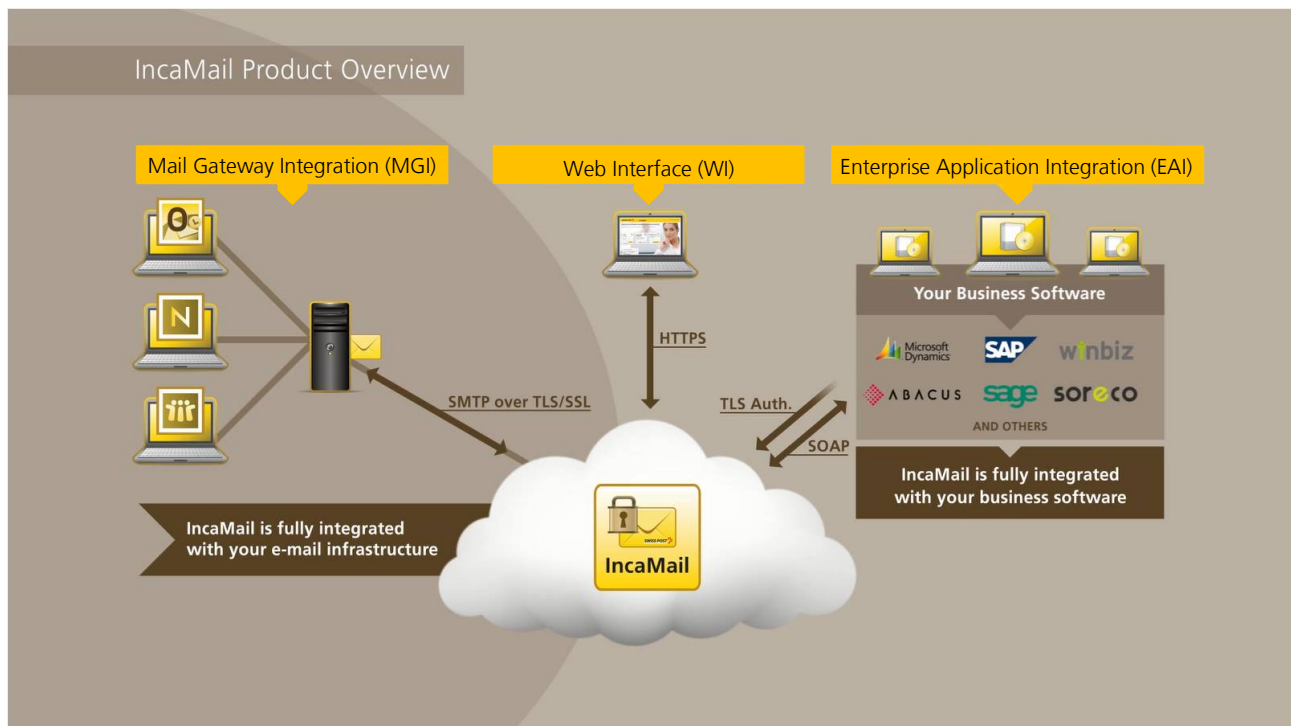 IncaMail Product Overview
Mail Gateway Integration (MGI)
Web Interface (WI)
Enterprise Application Integration (EAI)
O
N
Your Business Software
Microsoft
Dynamics
SAP
winbiz
ABACUS
sage
soreco
AND OTHERS
HTTPS
SMTP over TLS/SSL
TLS Auth.
SOAP
IncaMail is fully integrated
with your business software
IncaMail is fully integrated
with your e-mail infrastructure
SWISS POST
IncaMail